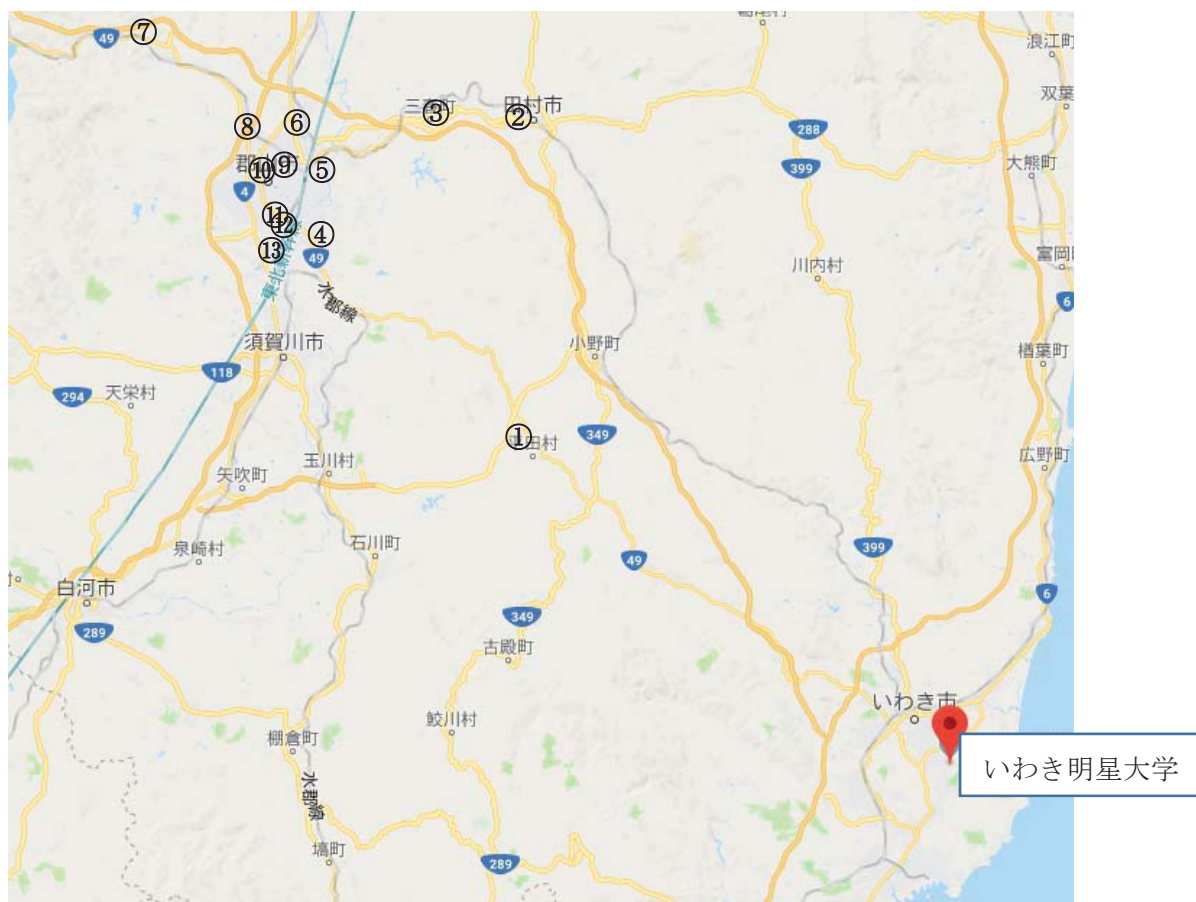 ⑦
49
浪江町
双葉
三春町
③
田村市
②
⑧
⑥
288
⑩
⑨
⑤
399
大熊町
4
⑪
⑫
④
⑬
49
東北新幹線
川内村
富岡町
6
水郡線
須賀川市
小野町
楢葉町
118
294
天栄村
①
平田村
349
広野町
玉川村
矢吹町
石川町
泉崎村
399
49
白河市
6
289
349
古殿町
鮫川村
いわき市
棚倉町
いわき明星大学
水郡線
塙町
289